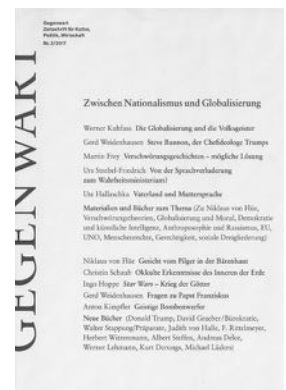 Gegenwart
Zeitschrift für Kultur,
Politik, Wirtschaft
Nr. 2/2017
GEGENWART
Zwischen Nationalismus und Globalisierung
Werner Kuhfuss Die Globalisierung und die Volksgeister
Gerd Weidenhausen Steve Bannon, der Chefideologe Trumps
Martin Frey Verschwörungsgeschichten – mögliche Lösung
Urs Strebel-Friedrich Von der Sprachverluderung
zum Wahrheitsministerium?
Ute Hallaschka Vaterland und Muttersprache
Materialien und Bücher zum Thema (Zu Niklaus von Flüe,
Verschwörungstheorien, Globalisierung und Moral, Demokratie
und künstliche Intelligenz, Anthroposophie und Rassismus, EU,
UNO, Menschenrechte, Gerechtigkeit, soziale Dreigliederung)
Niklaus von Flüe Gesicht vom Pilger in der Bärenhaut
Christin Schaub Okkulte Erkenntnisse des Inneren der Erde
Ingo Hoppe Star Wars – Krieg der Götter
Gerd Weidenhausen Fragen zu Papst Franziskus
Anton Kimpfler Geistige Bombenwerfer
Neue Bücher (Donald Trump, David Graeber/Bürokratie,
Walter Stappung/Präparate, Judith von Halle, F. Rittelmeyer,
Herbert Wittenmann, Albert Steffen, Andreas Delor,
Werner Lehmann, Kurt Derungs, Michael Lüders)